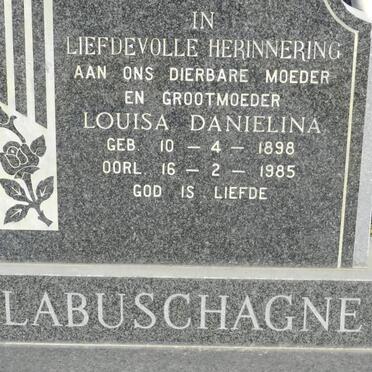 IN
LIEFDEVOLLE HERINNERING
AAN ONS DIERBARE MOEDER
EN GROOTMOEDER
LOUISA DANIELINA
GEB. 10 - 4 - 1898
OORL. 16 - 2 - 1985
GOD IS LIEFDE
LABUSCHAGNE